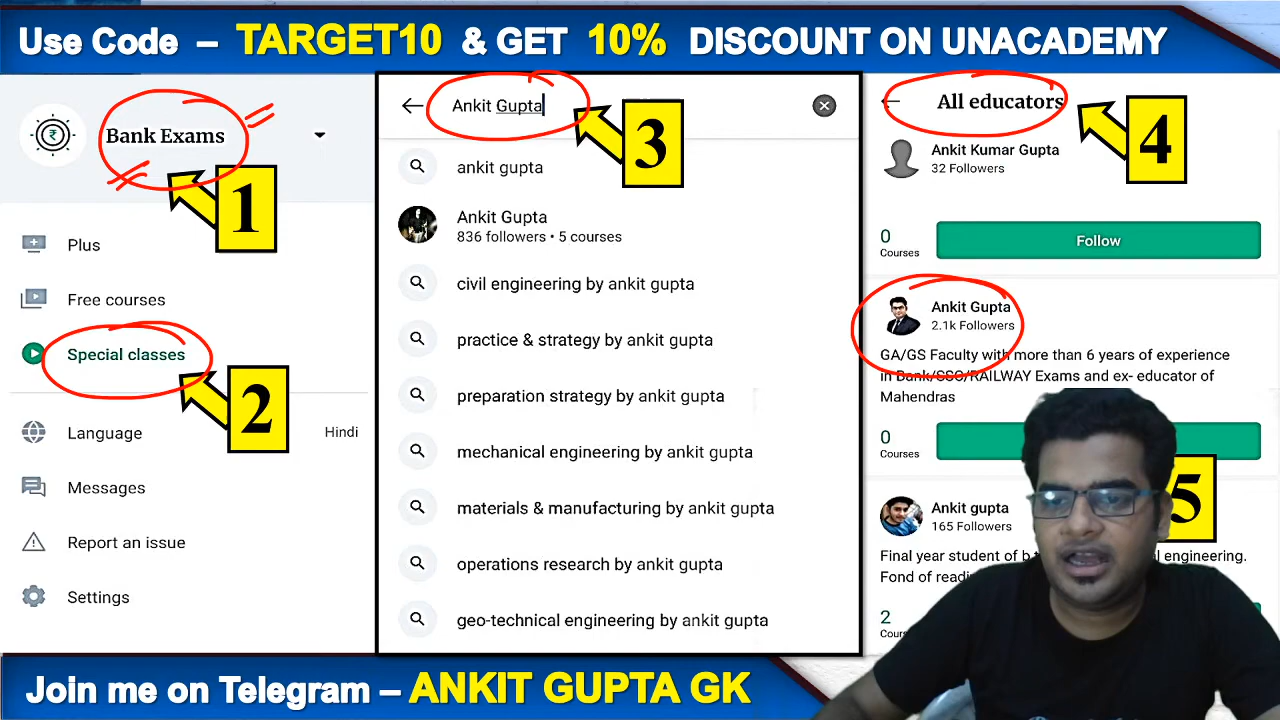 Use Code – TARGET10 & GET 10% DISCOUNT ON UNACADEMY
Bank Exams
1
Plus
Free courses
Special classes
2
Language Hindi
Messages
Report an issue
Settings
Ankit Gupta
3
ankit gupta
Ankit Gupta
836 followers • 5 courses
civil engineering by ankit gupta
practice & strategy by ankit gupta
preparation strategy by ankit gupta
mechanical engineering by ankit gupta
materials & manufacturing by ankit gupta
operations research by ankit gupta
geo-technical engineering by ankit gupta
All educators
4
Ankit Kumar Gupta
32 Followers
0
Courses
Follow
Ankit Gupta
2.1k Followers
GA/GS Faculty with more than 6 years of experience
in Bank/SSC/RAILWAY Exams and ex- educator of
Mahendras
0
Courses
5
Ankit gupta
165 Followers
Final year student of engineering.
Fond of
2
Join me on Telegram – ANKIT GUPTA GK